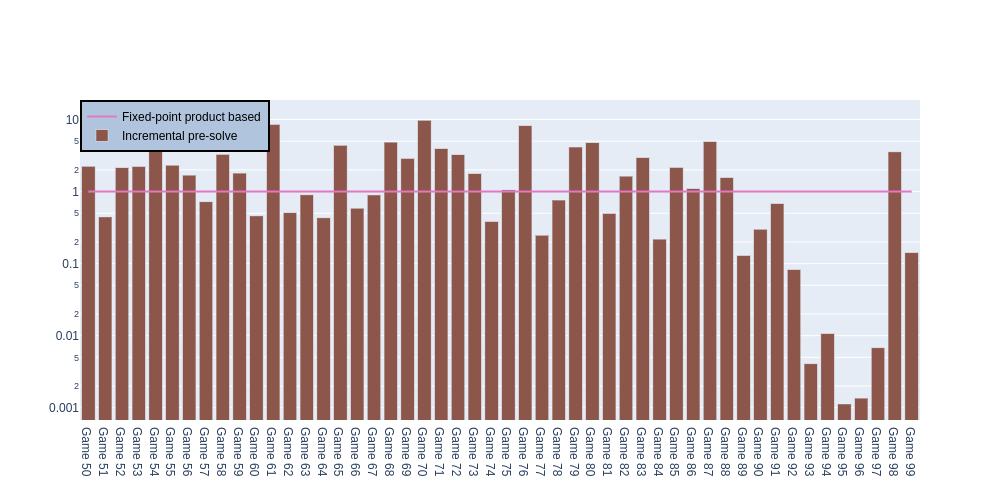 Fixed-point product based
Incremental pre-solve
10
5
2
1
5
2
0.1
5
2
0.01
5
2
0.001
Game 50
Game 51
Game 52
Game 53
Game 54
Game 55
Game 56
Game 57
Game 58
Game 59
Game 60
Game 61
Game 62
Game 63
Game 64
Game 65
Game 66
Game 67
Game 68
Game 69
Game 70
Game 71
Game 72
Game 73
Game 74
Game 75
Game 76
Game 77
Game 78
Game 79
Game 80
Game 81
Game 82
Game 83
Game 84
Game 85
Game 86
Game 87
Game 88
Game 89
Game 90
Game 91
Game 92
Game 93
Game 94
Game 95
Game 96
Game 97
Game 98
Game 99